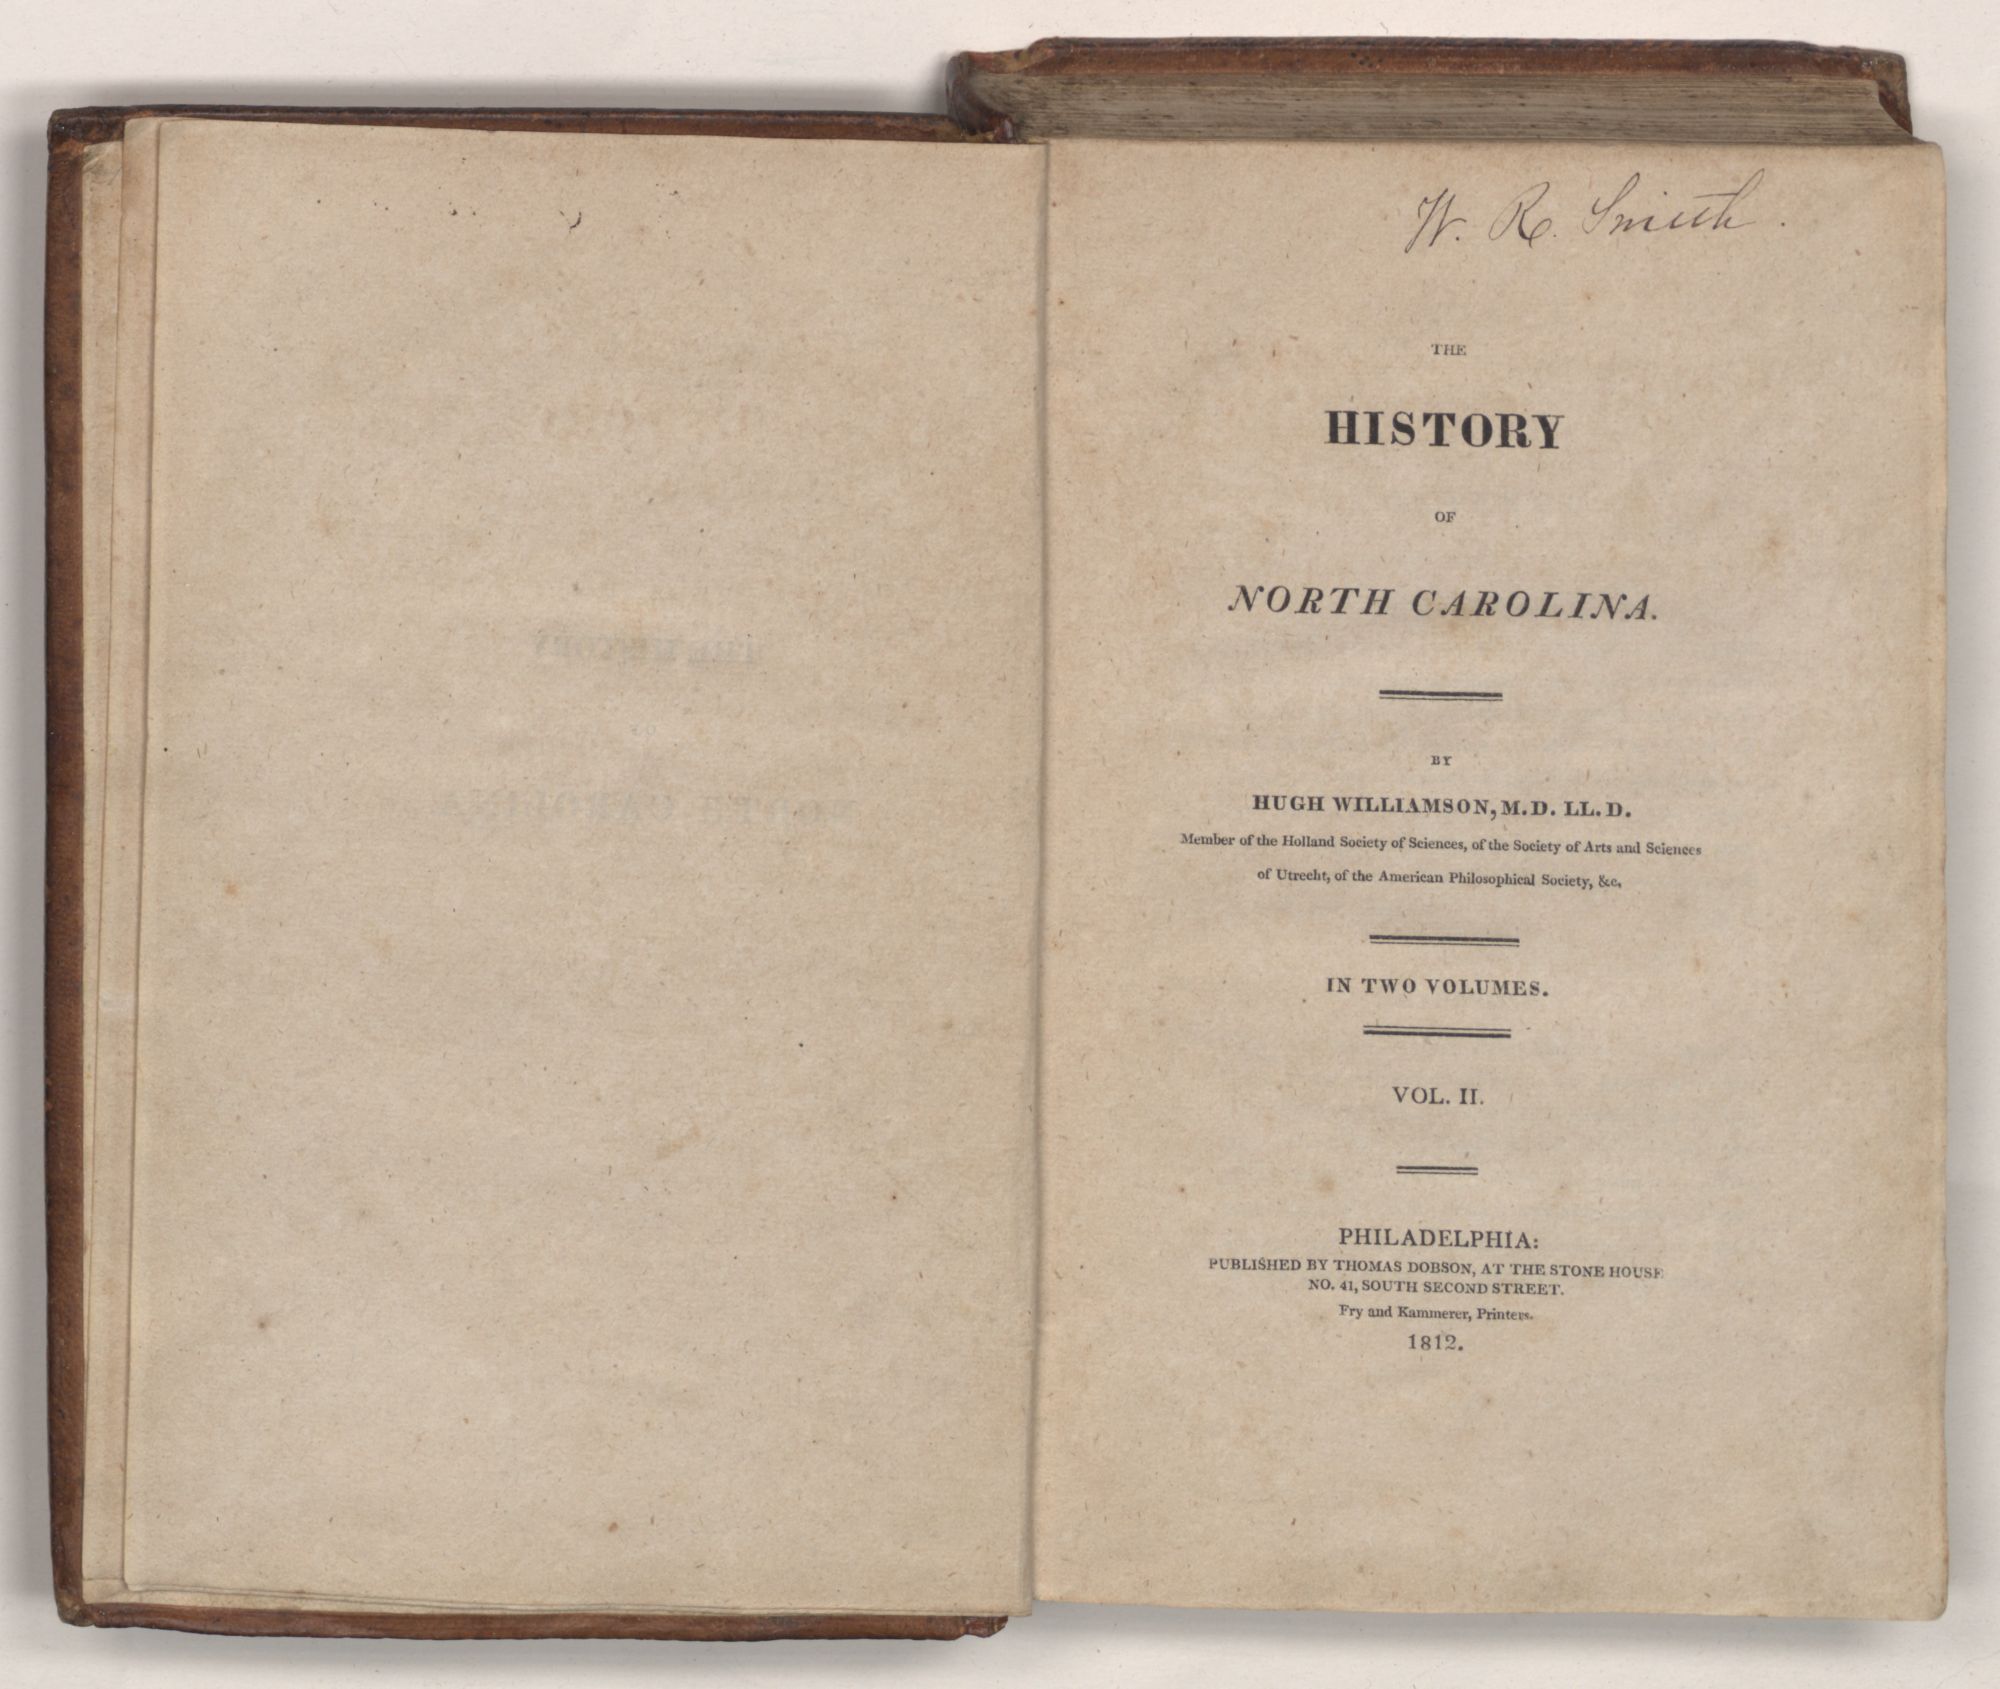 W. R. Smith.
THE
HISTORY
OF
NORTH CAROLINA.
BY
HUGH WILLIAMSON, M.D. LL.D.
Member of the Holland Society of Sciences, of the Society of Arts and Sciences
of Utrecht, of the American Philosophical Society, &c.
IN TWO VOLUMES.
VOL. II.
PHILADELPHIA:
PUBLISHED BY THOMAS DOBSON, AT THE STONE HOUSE
NO. 41, SOUTH SECOND STREET.
Fry and Kammerer, Printers.
1812.